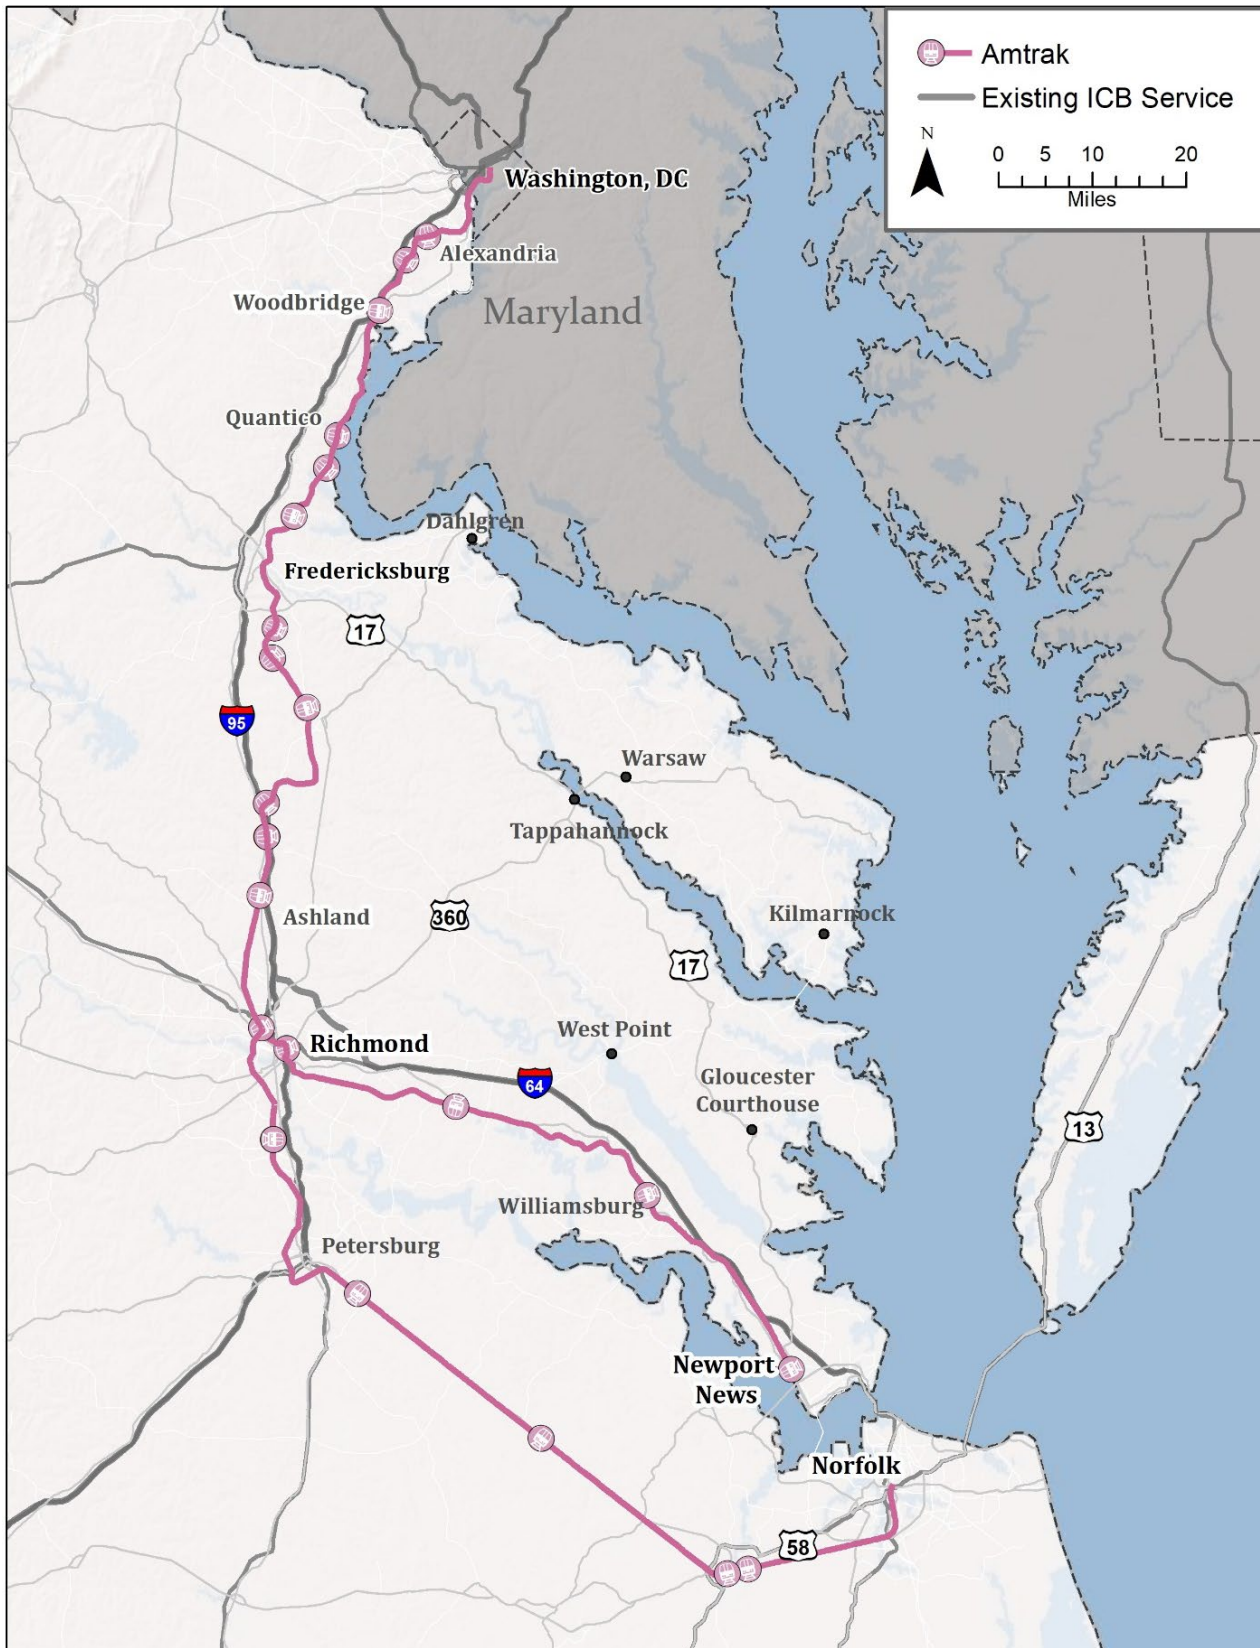 Amtrak
Existing ICB Service
N
0 5 10 20
Miles
Washington, DC
Alexandria
Woodbridge
Maryland
Quantico
Dahlgren
Fredericksburg
17
95
Warsaw
Tappahannock
Ashland
360
Kilmarnock
17
West Point
Richmond
64
Gloucester
Courthouse
13
Williamsburg
Petersburg
Newport
News
Norfolk
58